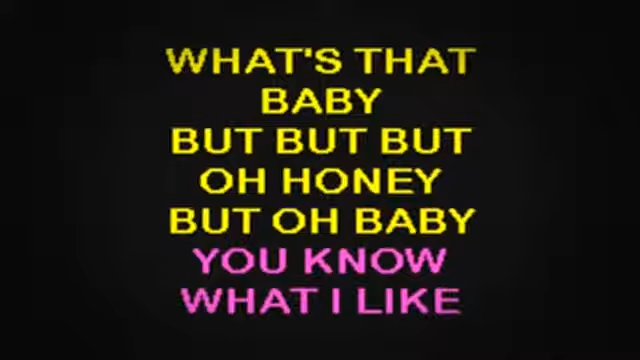 WHAT'S THAT
BABY
BUT BUT BUT
OH HONEY
BUT OH BABY
YOU KNOW
WHAT I LIKE